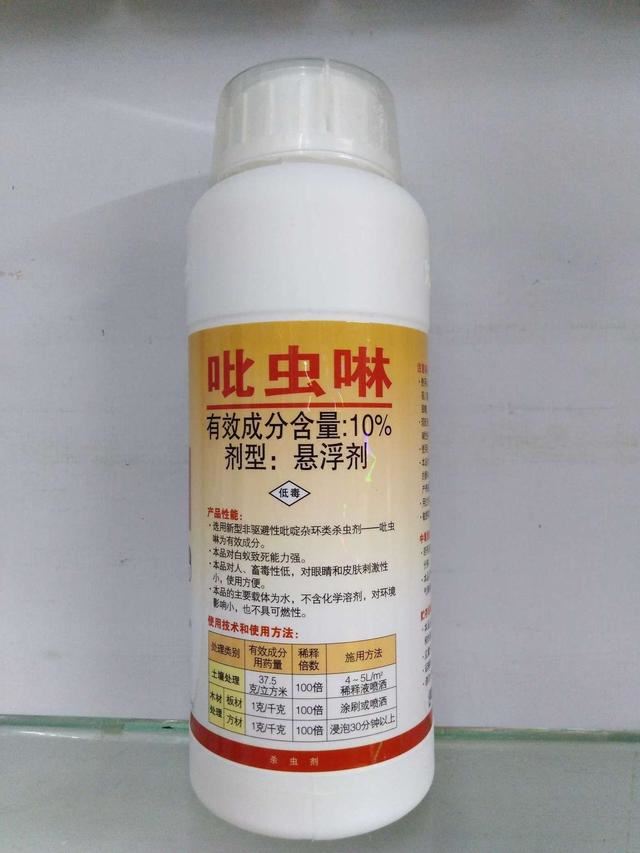 吡虫啉
有效成分含量:10%
剂型：悬浮剂
低毒
产品性能：
·选用新型非驱避性吡啶杂环类杀虫剂——吡虫
啉为有效成分。
·本品对白蚁致死能力强。
·本品对人、畜毒性低，对眼睛和皮肤刺激性
小，使用方便。
·本品的主要载体为水，不含化学溶剂，对环境
影响小，也不具可燃性。
使用技术和使用方法：
处理类别 有效成分用药量 稀释倍数 施用方法
土壤处理 37.5克/立方米 100倍 4～5L/m²稀释液喷洒
木材处理 板材 1克/千克 100倍 涂刷或喷洒
方材 1克/千克 100倍 浸泡30分钟以上
杀虫剂